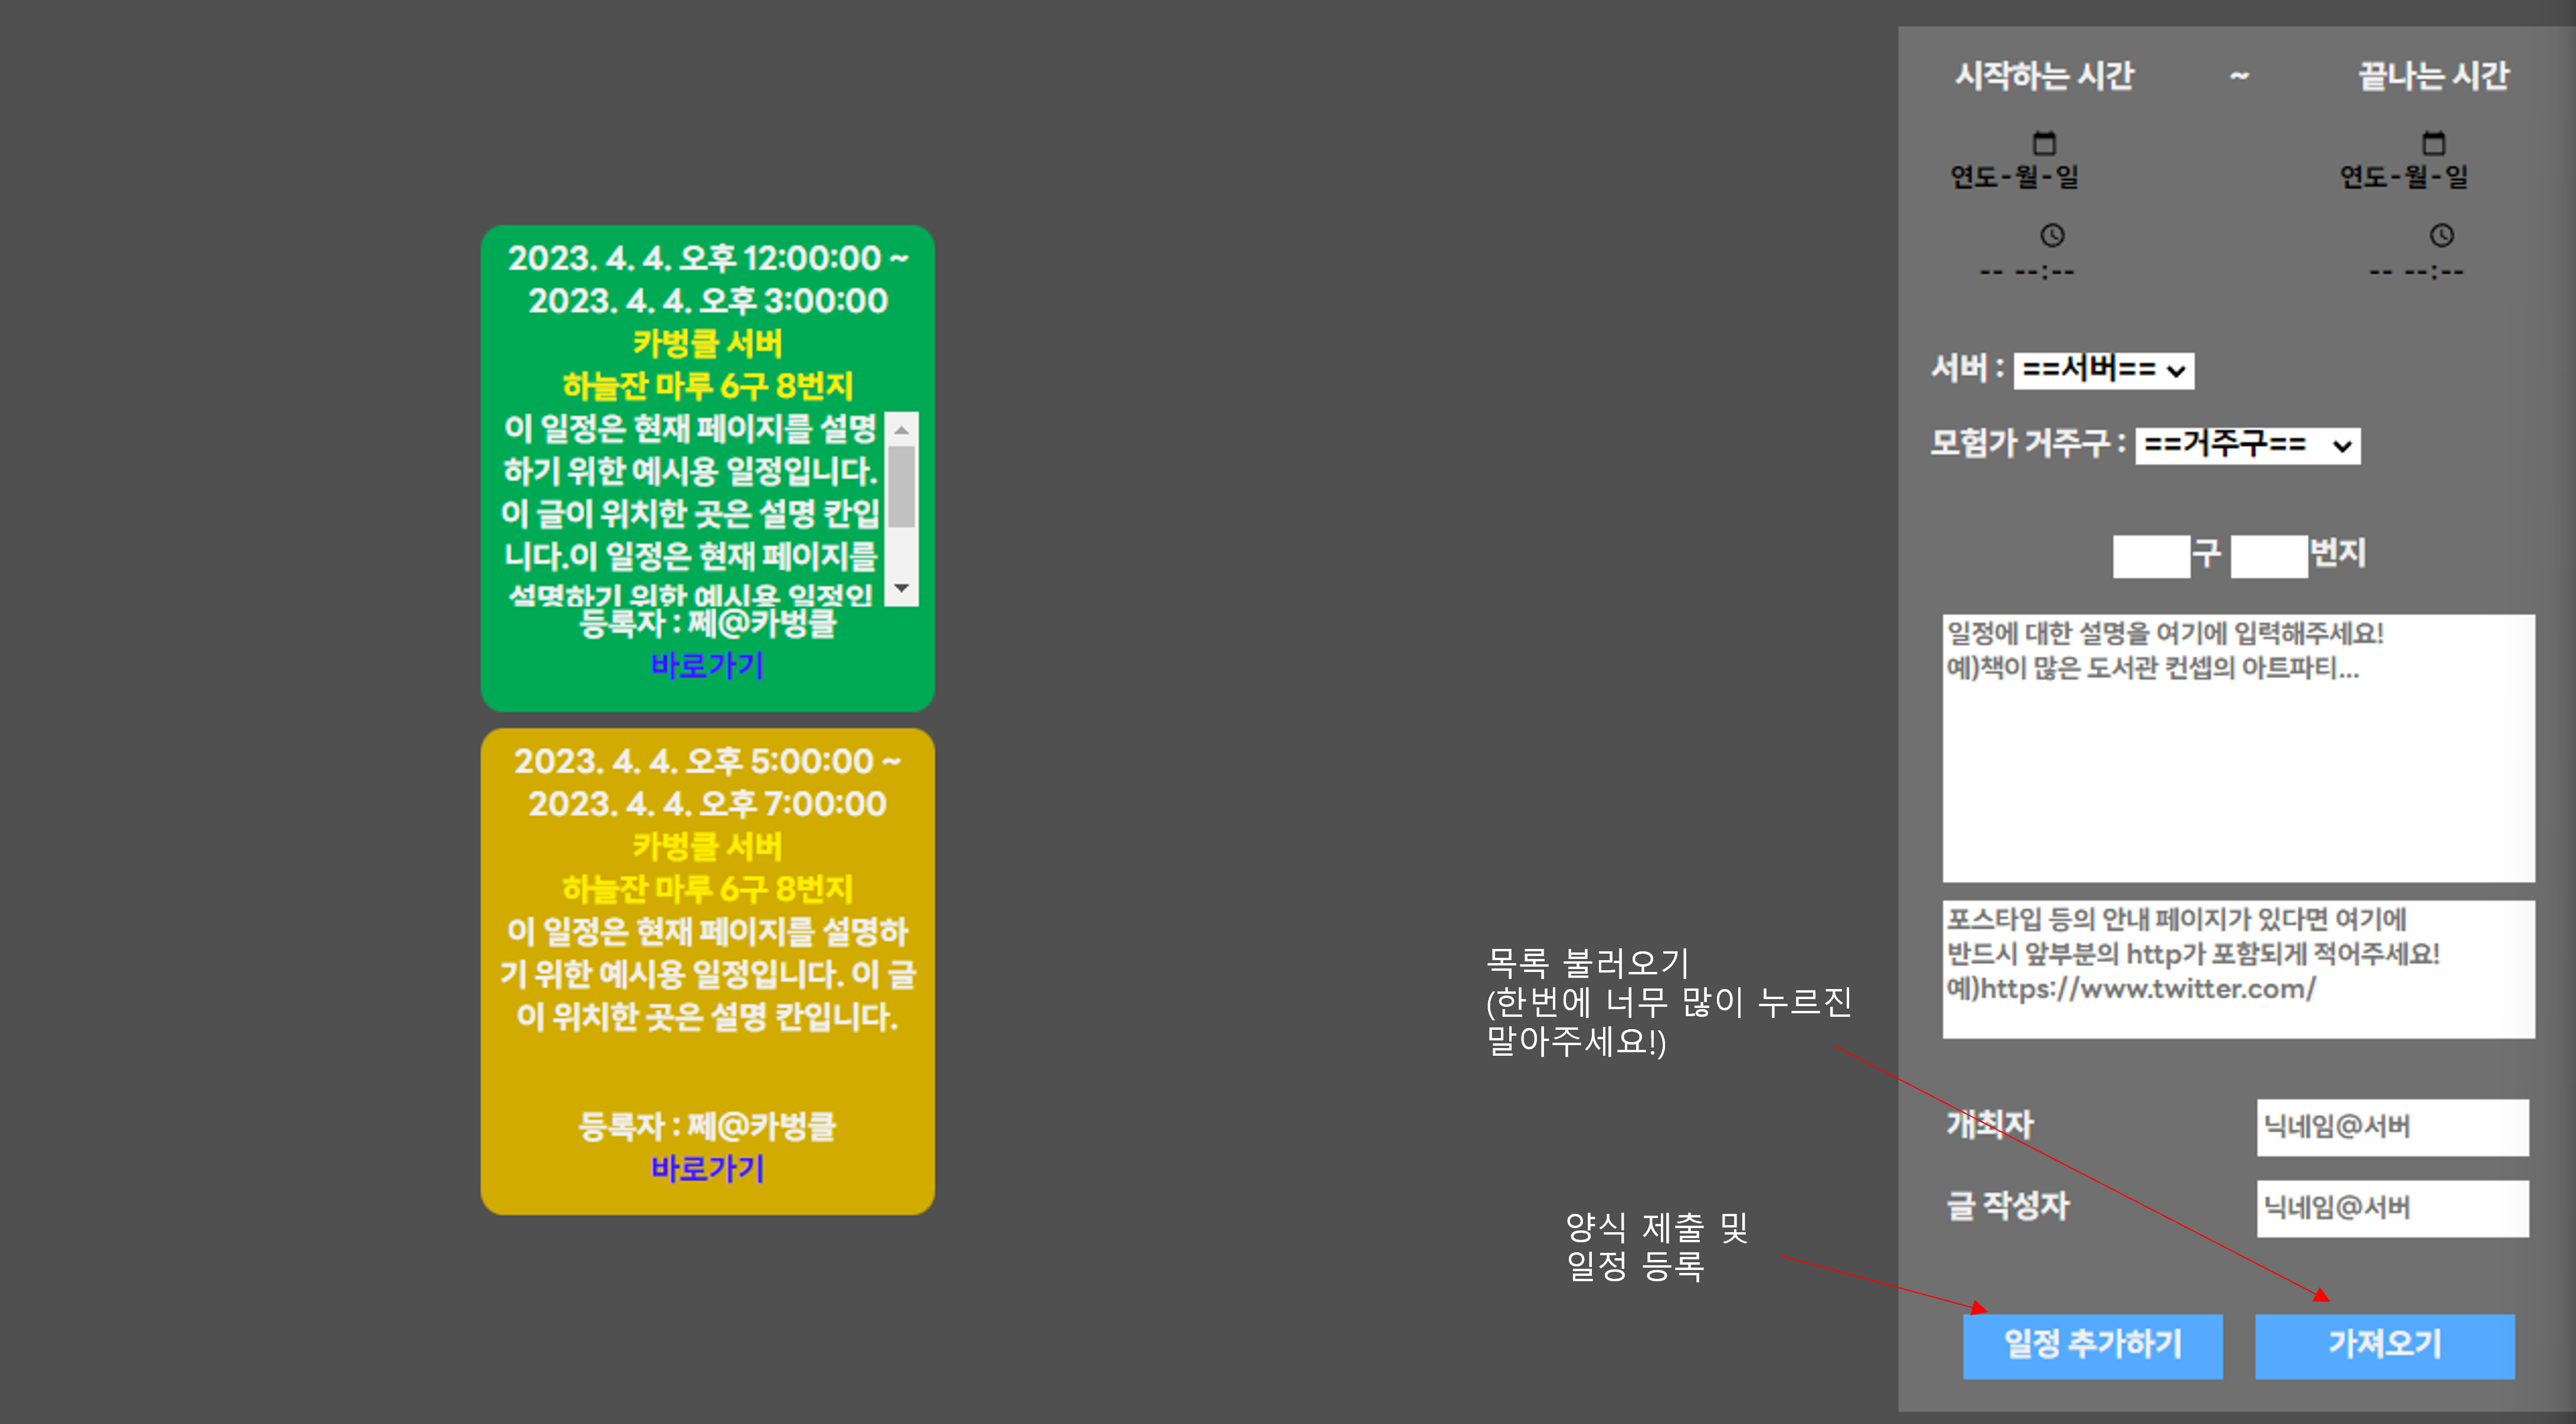 2023. 4. 4. 오후 12:00:00 ~
2023. 4. 4. 오후 3:00:00
카벙클 서버
하늘잔 마루 6구 8번지
이 일정은 현재 페이지를 설명
하기 위한 예시용 일정입니다.
이 글이 위치한 곳은 설명 칸입
니다.이 일정은 현재 페이지를
설명하기 위한 예시용 일정입
등록자 : 쩨@카벙클
바로가기
2023. 4. 4. 오후 5:00:00 ~
2023. 4. 4. 오후 7:00:00
카벙클 서버
하늘잔 마루 6구 8번지
이 일정은 현재 페이지를 설명하
기 위한 예시용 일정입니다. 이 글
이 위치한 곳은 설명 칸입니다.
등록자 : 쩨@카벙클
바로가기
목록 불러오기
(한번에 너무 많이 누르진
말아주세요!)
양식 제출 및
일정 등록
시작하는 시간 ~ 끝나는 시간
연도-월-일 연도-월-일
-- --:-- -- --:--
서버 : ==서버==
모험가 거주구 : ==거주구==
구 번지
일정에 대한 설명을 여기에 입력해주세요!
예)책이 많은 도서관 컨셉의 아트파티...
포스타입 등의 안내 페이지가 있다면 여기에
반드시 앞부분의 http가 포함되게 적어주세요!
예)https://www.twitter.com/
개최자 닉네임@서버
글 작성자 닉네임@서버
일정 추가하기 가져오기